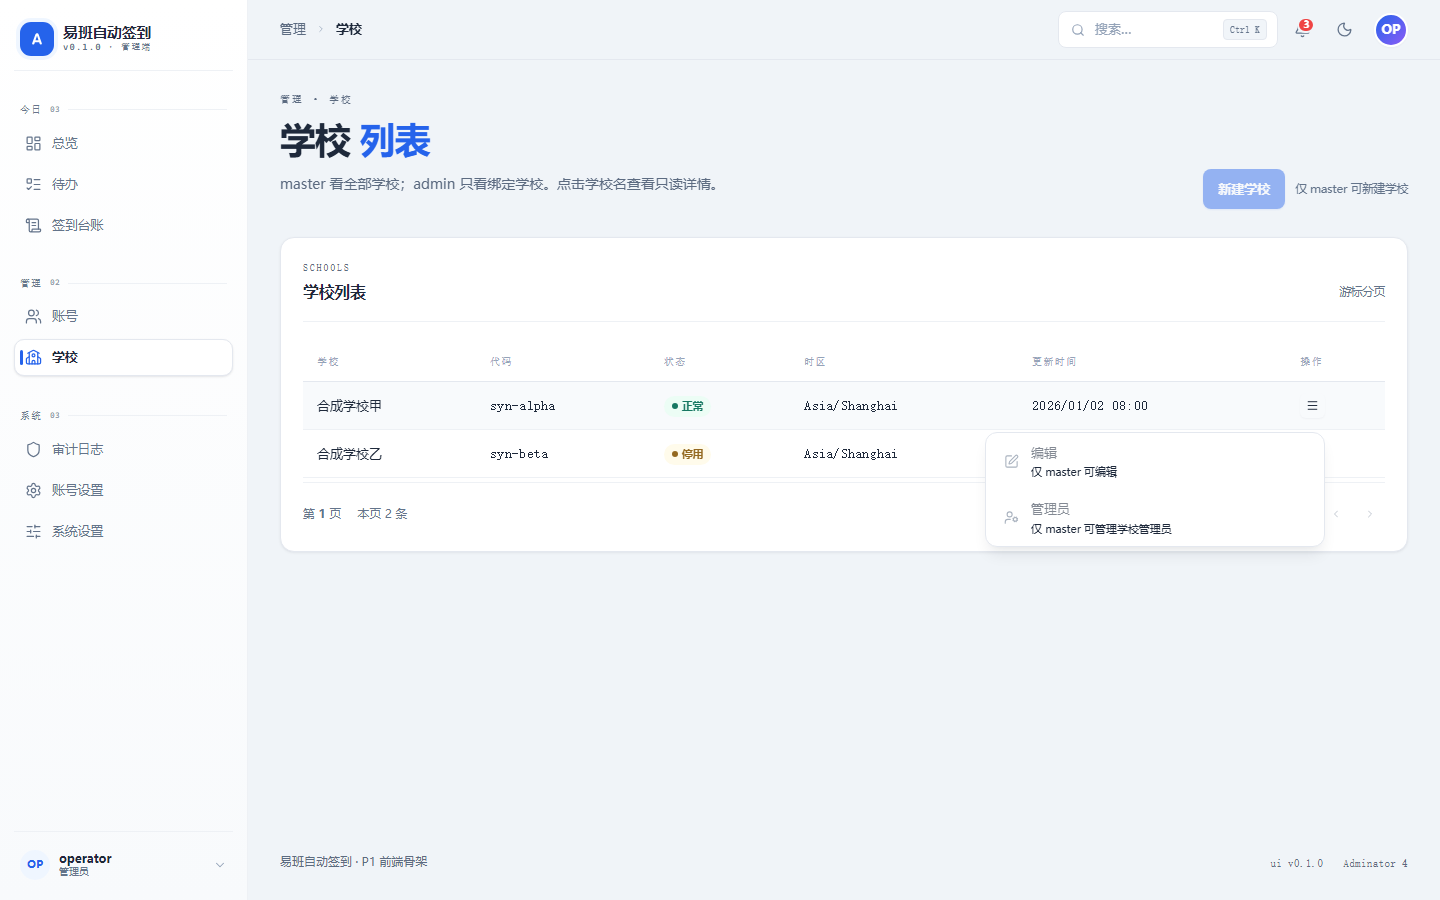 A
易班自动签到
v0.1.0 · 管理端
今日 03
总览
待办
签到台账
管理 02
账号
学校
系统 03
审计日志
账号设置
系统设置
OP
operator
管理员
管理 › 学校
搜索...
Ctrl K
3
OP
管理 · 学校
学校 列表
master 看全部学校；admin 只看绑定学校。点击学校名查看只读详情。
新建学校
仅 master 可新建学校
SCHOOLS
学校列表
游标分页
学校 代码 状态 时区 更新时间 操作
合成学校甲 syn-alpha 正常 Asia/Shanghai 2026/01/02 08:00
合成学校乙 syn-beta 停用 Asia/Shanghai
编辑
仅 master 可编辑
管理员
仅 master 可管理学校管理员
第 1 页 本页 2 条
易班自动签到 · P1 前端骨架
ui v0.1.0 Adminator 4